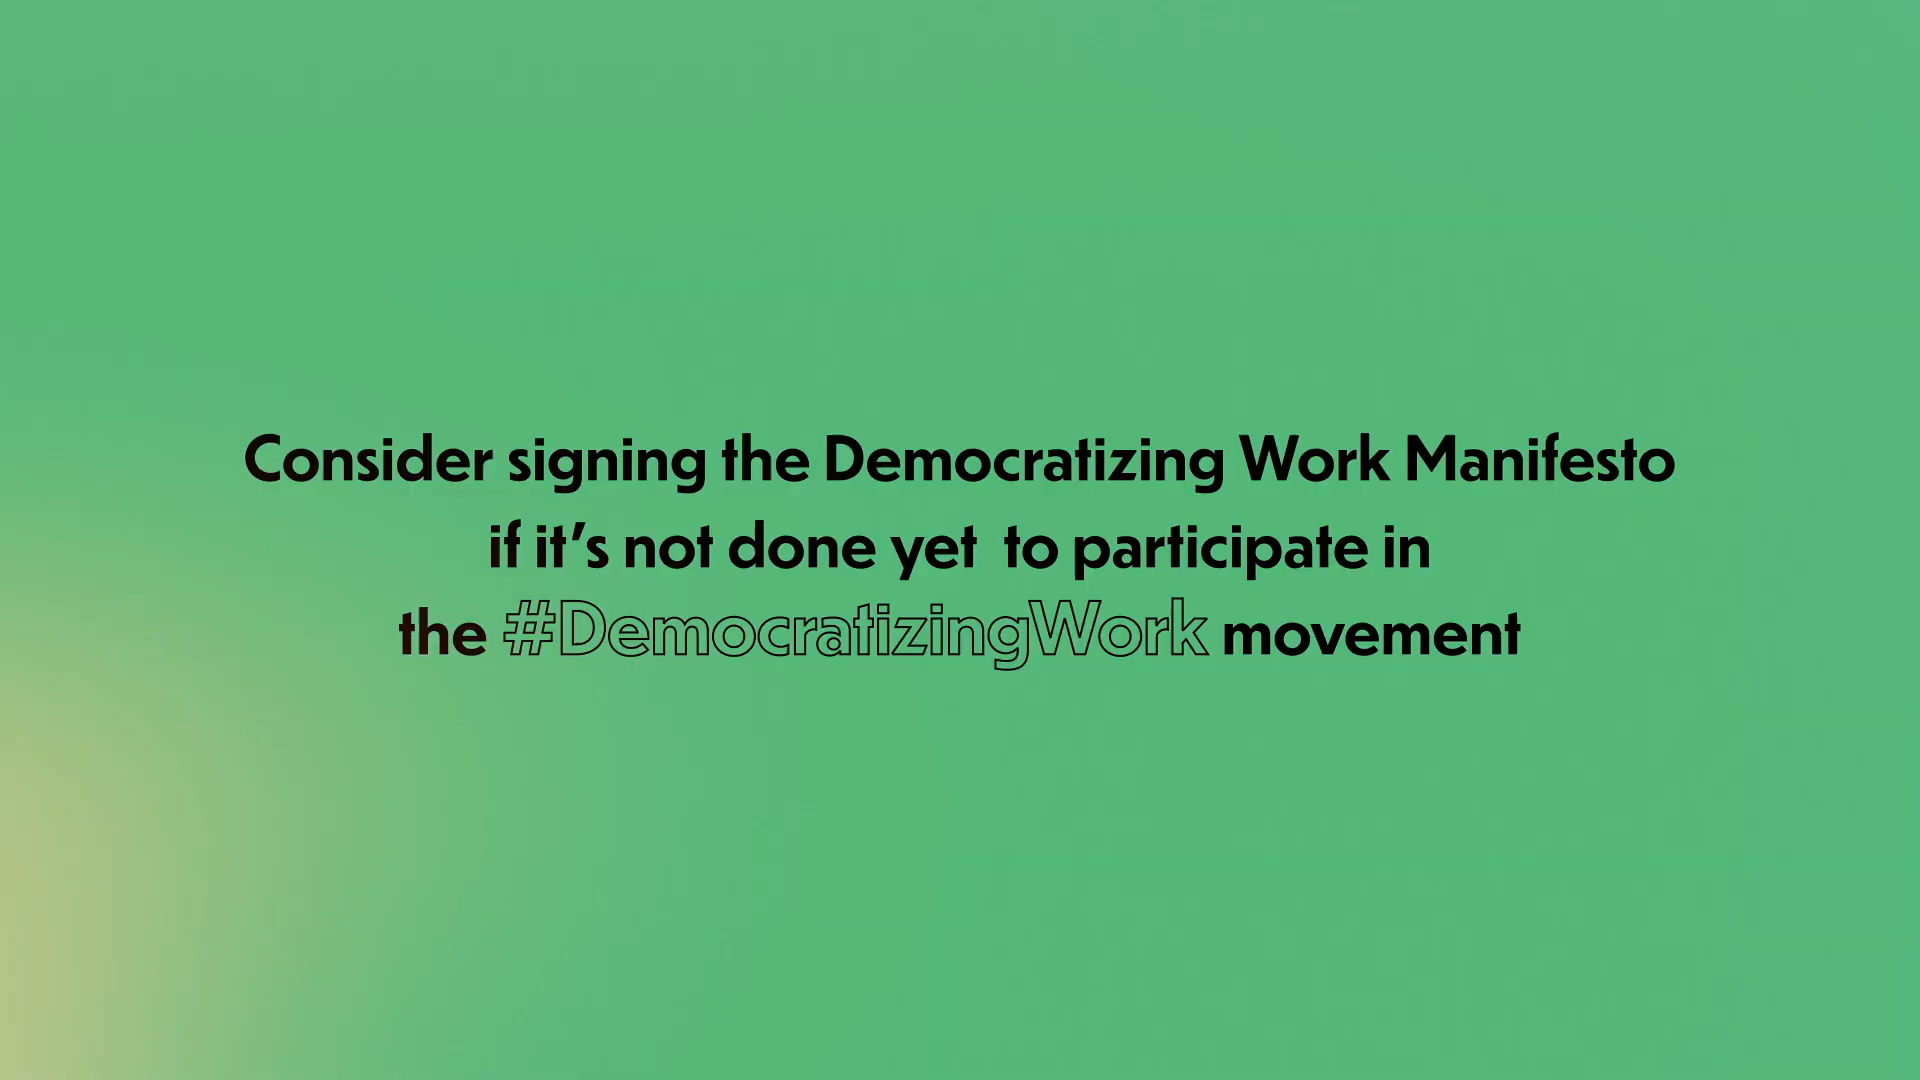 Consider signing the Democratizing Work Manifesto
if it’s not done yet  to participate in
the #DemocratizingWork movement